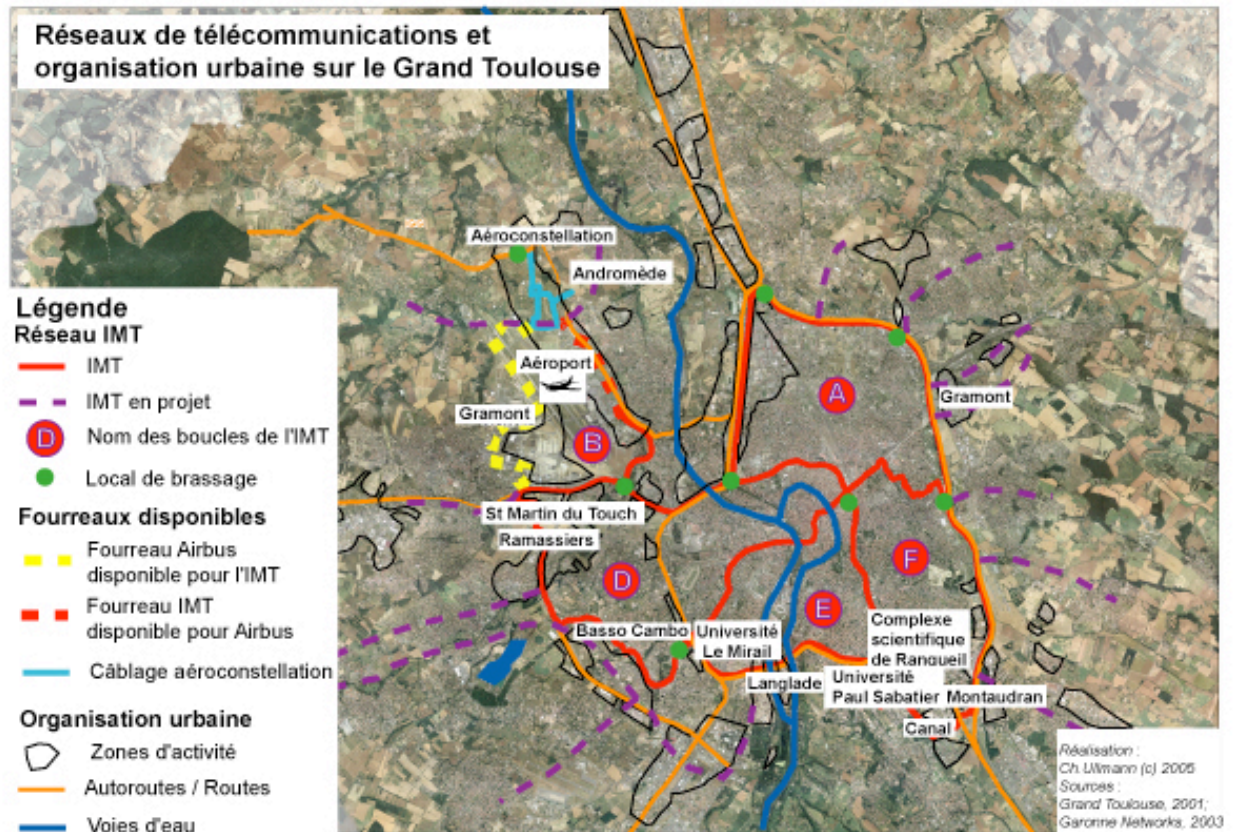 Réseaux de télécommunications et
organisation urbaine sur le Grand Toulouse
Aéroconstellation
Andromède
Aéroport
Gramont
B
A
Gramont
St Martin du Touch
Ramassiers
D
F
E
Basso Cambo
Université
Le Mirail
Complexe
scientifique
de Rangueil
Langlade
Université
Paul Sabatier
Montaudran
Canal
Légende
Réseau IMT
IMT
IMT en projet
D
Nom des boucles de l'IMT
Local de brassage
Fourreaux disponibles
Fourreau Airbus
disponible pour l'IMT
Fourreau IMT
disponible pour Airbus
Câblage aéroconstellation
Organisation urbaine
Zones d'activité
Autoroutes / Routes
Voies d'eau
Réalisation :
Ch.Ullmann (c) 2005
Sources :
Grand Toulouse, 2001;
Garonne Networks, 2003